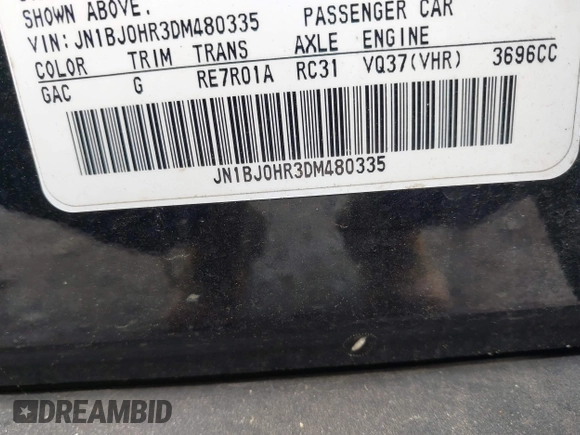 SHOWN ABOVE. PASSENGER CAR
VIN: JN1BJ0HR3DM480335
COLOR TRIM TRANS AXLE ENGINE
GAC G RE7R01A RC31 VQ37(VHR) 3696CC
JN1BJ0HR3DM480335
DREAMBID